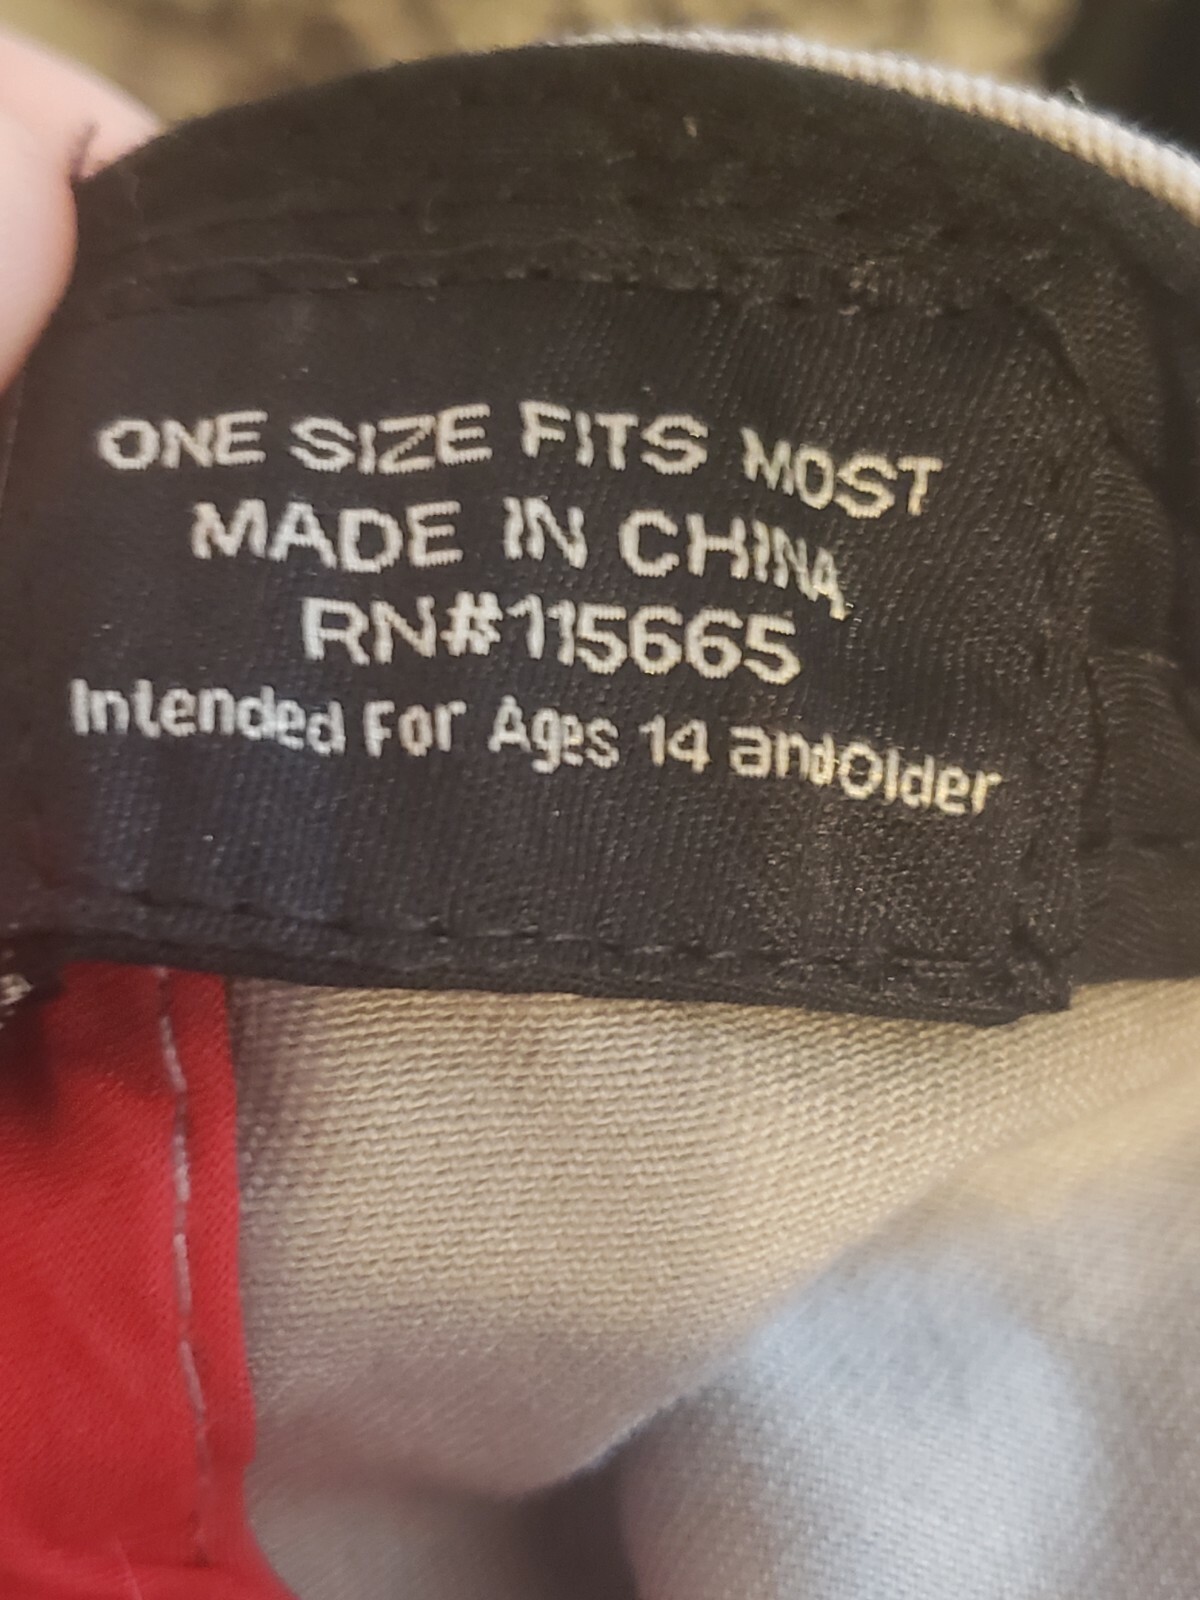 ONE SIZE FITS MOST
MADE IN CHINA
RN#115665
Intended For Ages 14 andOlder